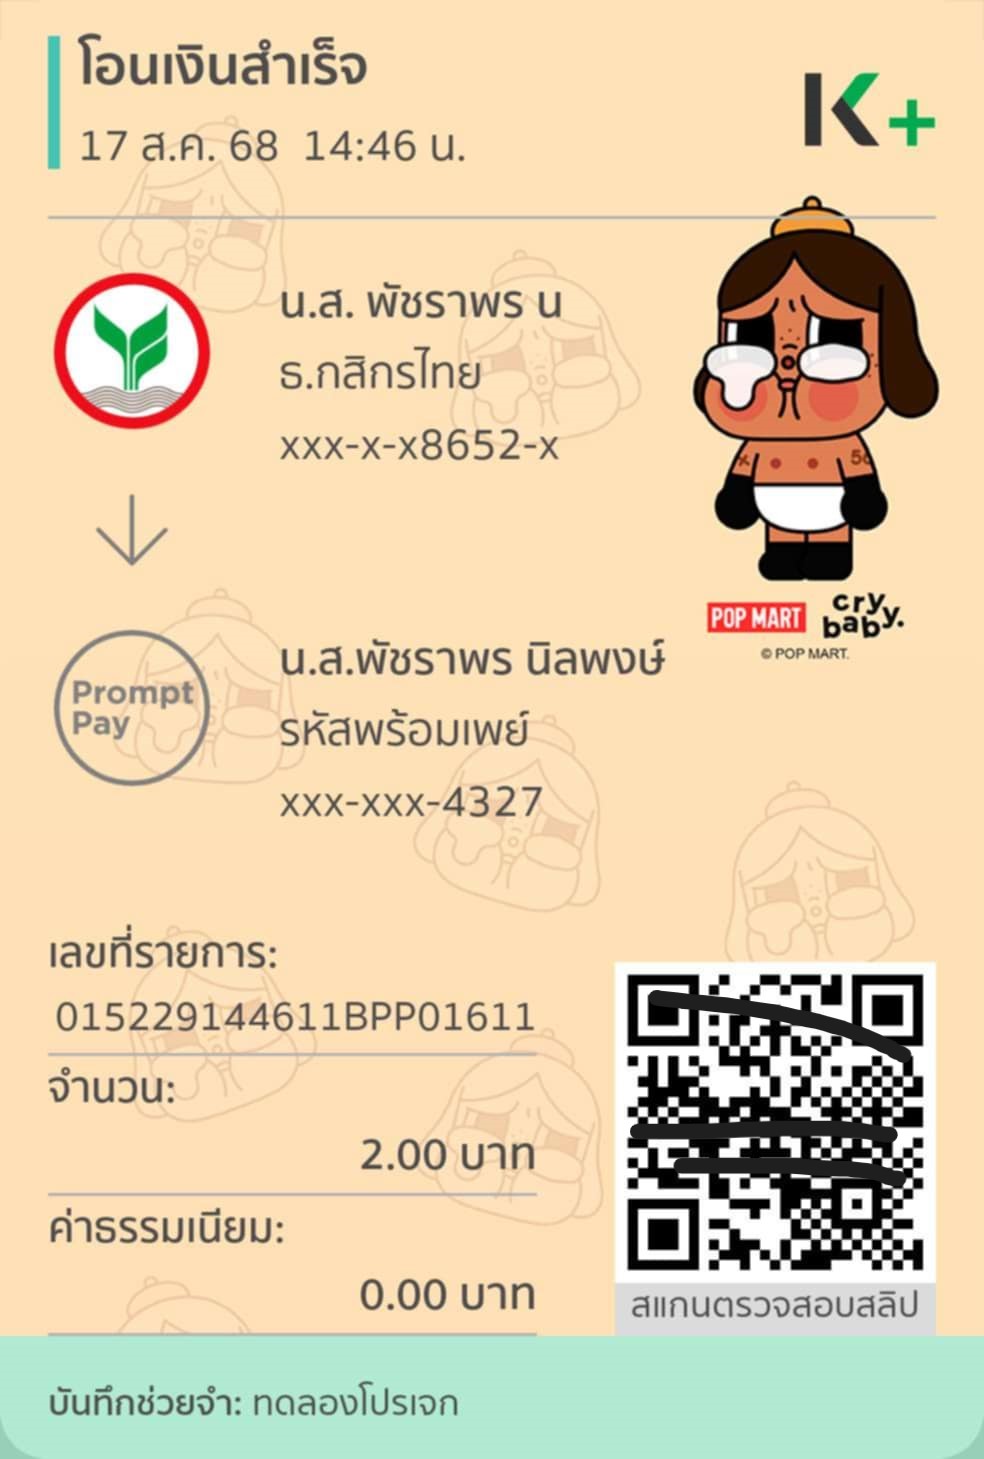 โอนเงินสำเร็จ
17 ส.ค. 68  14:46 น.
K+
น.ส. พัชราพร น
ธ.กสิกรไทย
xxx-x-x8652-x
56
POP MART
cry baby.
© POP MART.
Prompt Pay
น.ส.พัชราพร นิลพงษ์
รหัสพร้อมเพย์
xxx-xxx-4327
เลขที่รายการ:
015229144611BPP01611
จำนวน:
2.00 บาท
ค่าธรรมเนียม:
0.00 บาท
สแกนตรวจสอบสลิป
บันทึกช่วยจำ: ทดลองโปรเจก